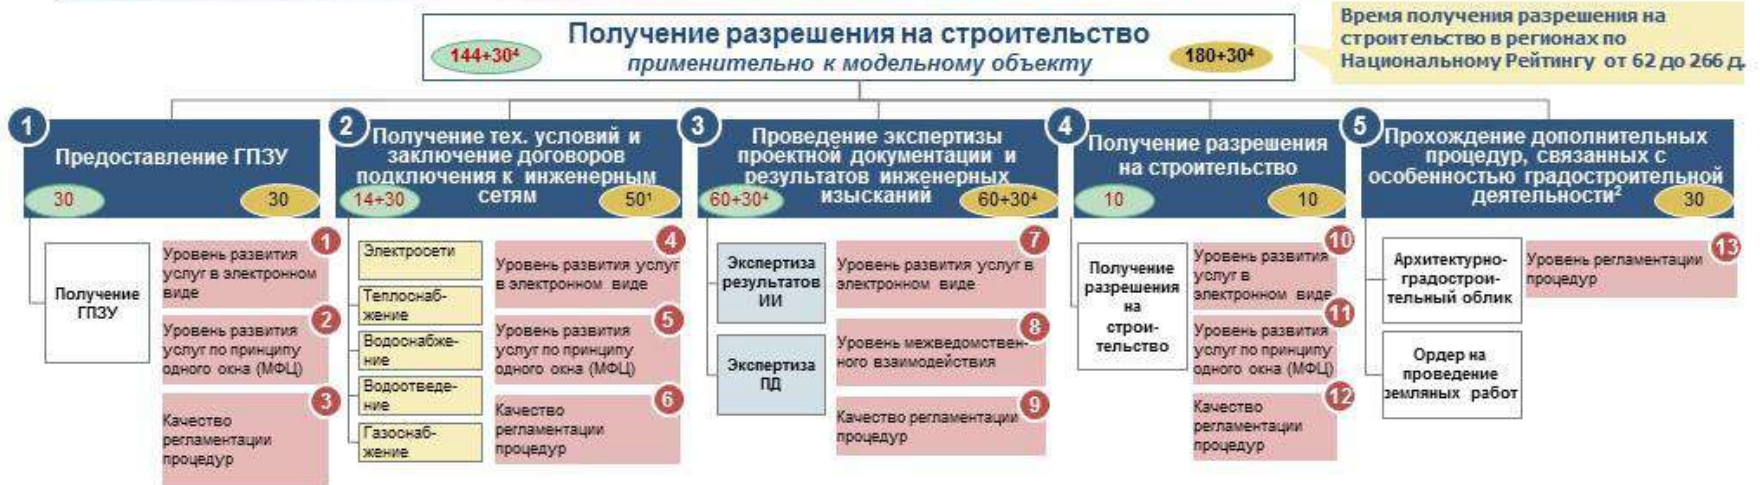 144+30⁴
Получение разрешения на строительство
применительно к модельному объекту
180+30⁴
Время получения разрешения на
строительство в регионах по
Национальному Рейтингу от 62 до 266 д.
1
Предоставление ГПЗУ
30
30
2
Получение тех. условий и
заключение договоров
подключения к инженерным
сетям
14+30
50¹
3
Проведение экспертизы
проектной документации и
результатов инженерных
изысканий
60+30⁴
60+30⁴
4
Получение разрешения
на строительство
10
10
5
Прохождение дополнительных
процедур, связанных с
особенностью градостроительной
деятельности²
30
Получение
ГПЗУ
1
Уровень развития
услуг в электронном
виде
2
Уровень развития
услуг по принципу
одного окна (МФЦ)
3
Качество
регламентации
процедур
Электросети
Теплоснаб-
жение
Водоснабже-
ние
Водоотведе-
ние
Газоснаб-
жение
4
Уровень развития услуг
в электронном виде
5
Уровень развития
услуг по принципу
одного окна (МФЦ)
6
Качество
регламентации
процедур
Экспертиза
результатов
ИИ
Экспертиза
ПД
7
Уровень развития услуг в
электронном виде
8
Уровень межведомствен-
ного взаимодействия
9
Качество регламентации
процедур
Получение
разрешения
на
строи-
тельство
10
Уровень развития
услуг в
электронном виде
11
Уровень развития
услуг по принципу
одного окна (МФЦ)
12
Качество
регламентации
процедур
Архитектурно-
градострои-
тельный облик
Ордер на
проведение
земляных работ
13
Уровень регламентации
процедур